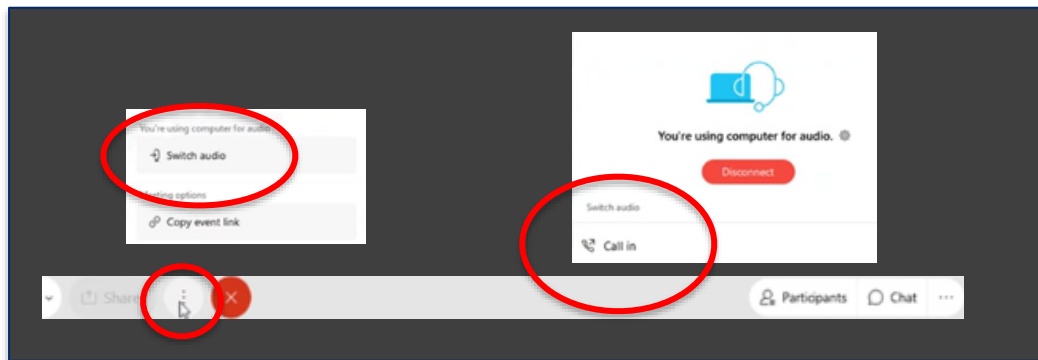 You're using computer for audio
Switch audio
Meeting options
Copy event link
You're using computer for audio.
Disconnect
Switch audio
Call in
Share
Participants
Chat